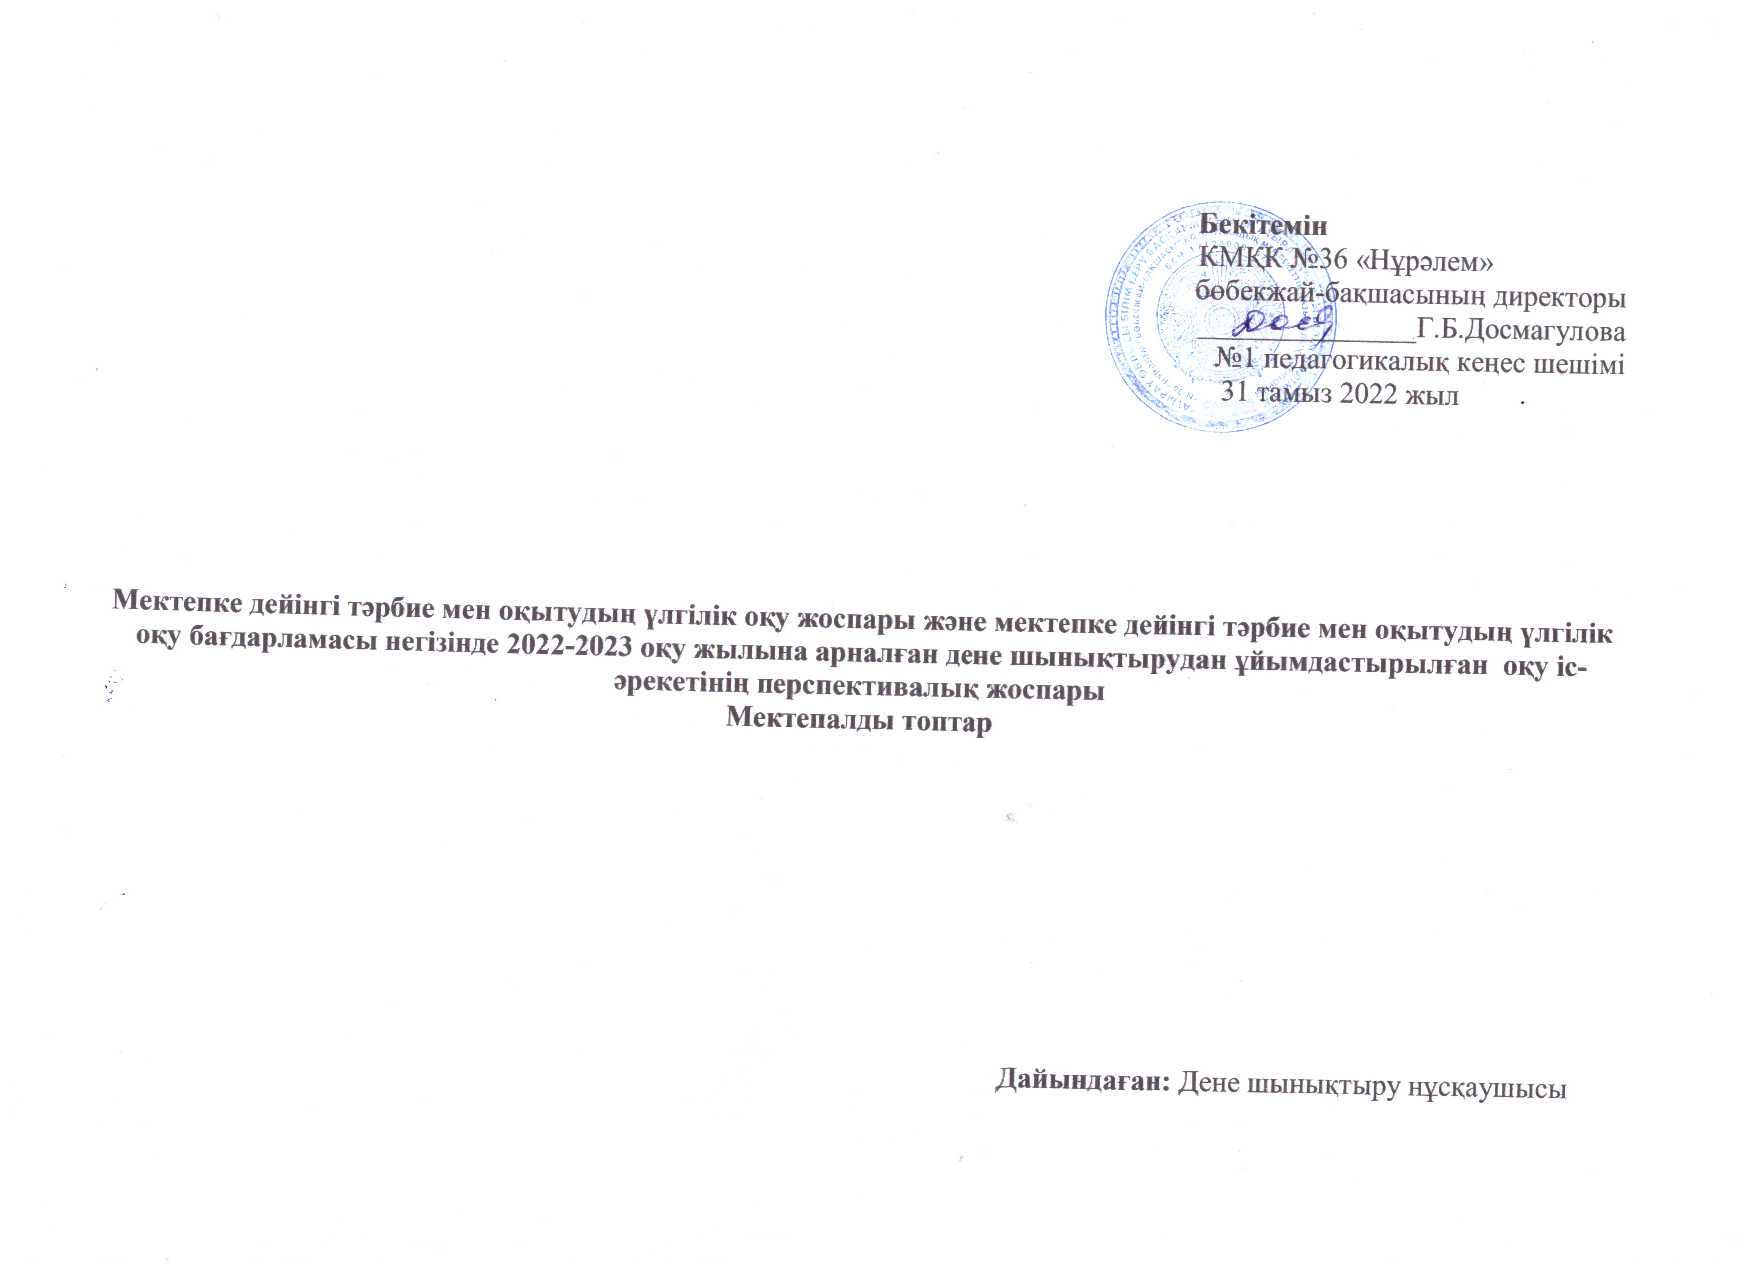 Бекітемін
КМҚК №36 «Нұрәлем»
бөбекжай-бақшасының директоры
_______________Г.Б.Досмагулова
№1 педагогикалық кеңес шешімі
31 тамыз 2022 жыл
Мектепке дейінгі тәрбие мен оқытудың үлгілік оқу жоспары және мектепке дейінгі тәрбие мен оқытудың үлгілік
оқу бағдарламасы негізінде 2022-2023 оқу жылына арналған дене шынықтырудан ұйымдастырылған оқу іс-
әрекетінің перспективалық жоспары
Мектепалды топтар
Дайындаған: Дене шынықтыру нұсқаушысы